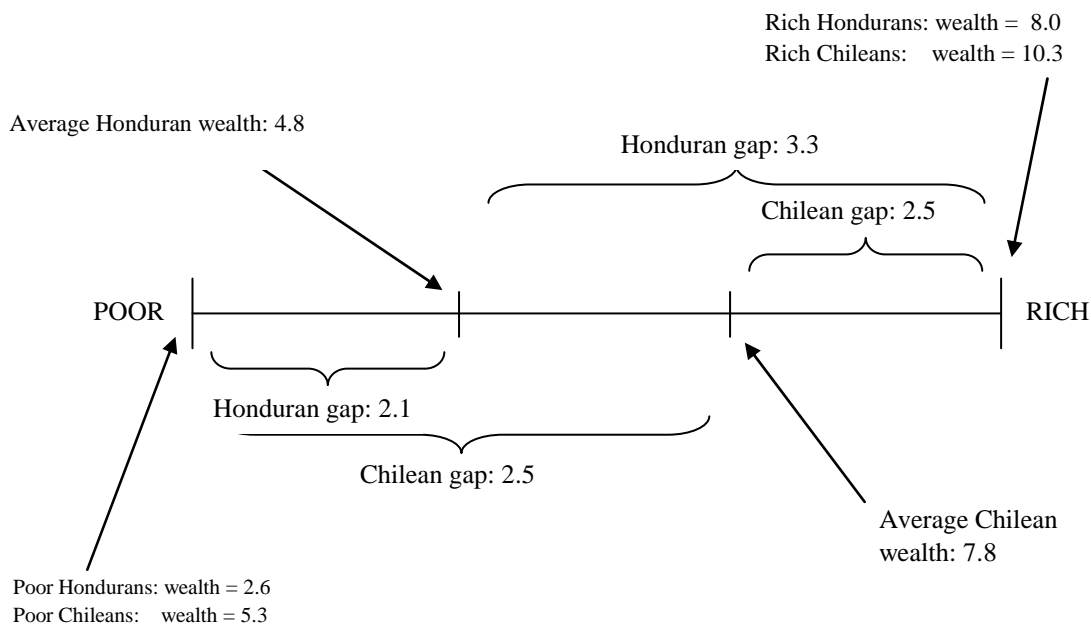 Rich Hondurans: wealth = 8.0
Rich Chileans: wealth = 10.3
Average Honduran wealth: 4.8
Honduran gap: 3.3
Chilean gap: 2.5
POOR
RICH
Honduran gap: 2.1
Chilean gap: 2.5
Average Chilean
wealth: 7.8
Poor Hondurans: wealth = 2.6
Poor Chileans: wealth = 5.3